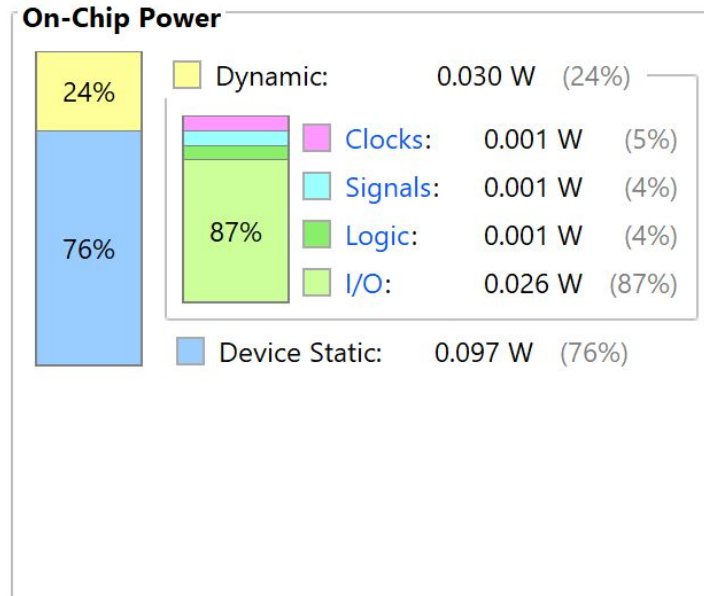 On-Chip Power
24%
76%
Dynamic: 0.030 W (24%)
87%
Clocks: 0.001 W (5%)
Signals: 0.001 W (4%)
Logic: 0.001 W (4%)
I/O: 0.026 W (87%)
Device Static: 0.097 W (76%)